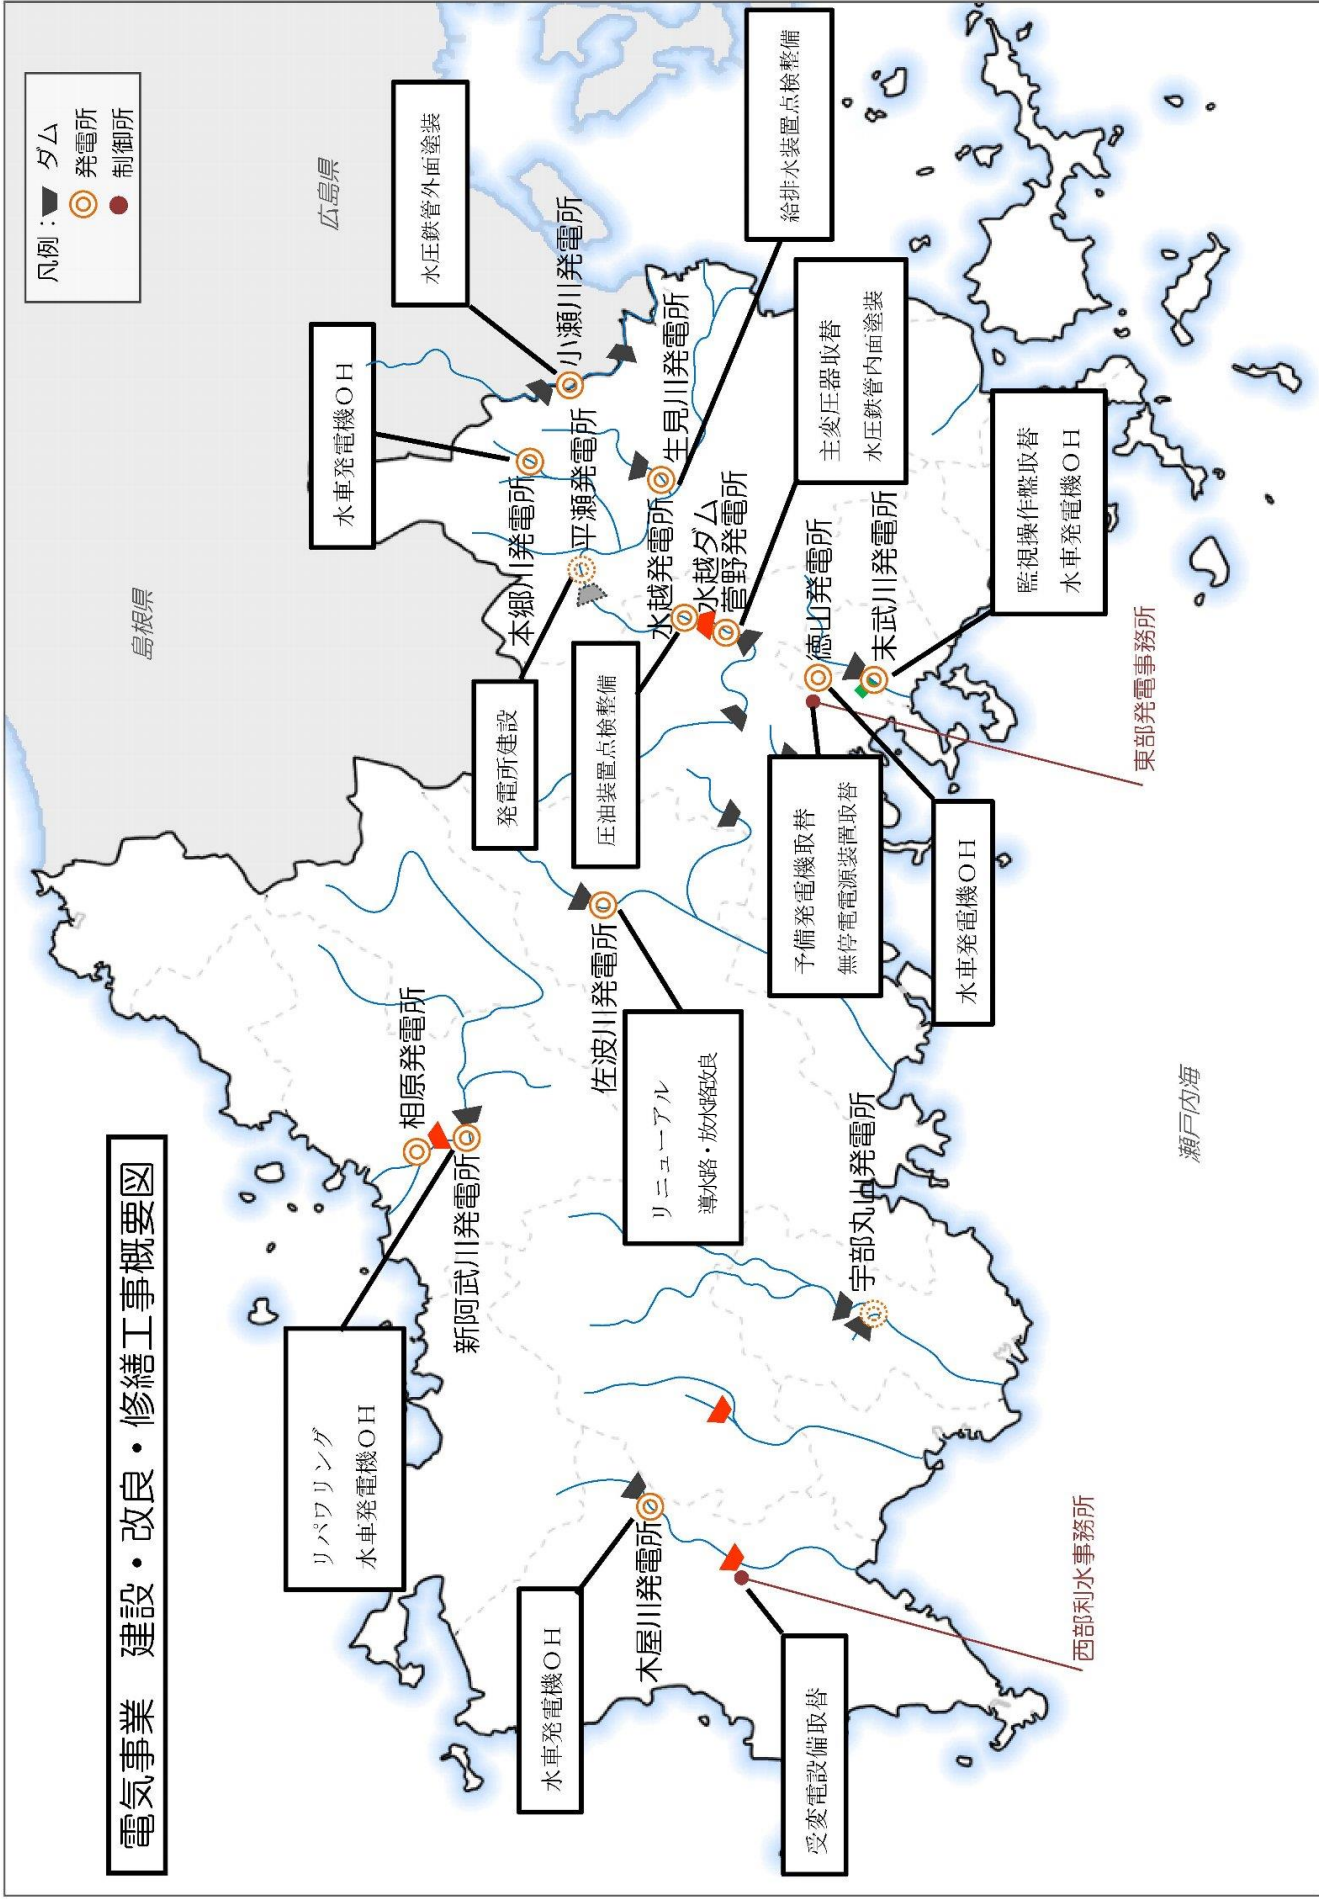 電気事業　建設・改良・修繕工事概要図
凡例：ダム
発電所
制御所
島根県
広島県
瀬戸内海
リパワリング
水車発電機ＯＨ
相原発電所
新阿武川発電所
水車発電機ＯＨ
木屋川発電所
受変電設備取替
西部利水事務所
宇部丸山発電所
リニューアル
導水路・放水路改良
佐波川発電所
発電所建設
平瀬発電所
水車発電機ＯＨ
本郷川発電所
水圧鉄管外面塗装
小瀬川発電所
給排水装置点検整備
生見川発電所
圧油装置点検整備
水越発電所
水越ダム
菅野発電所
主変圧器取替
水圧鉄管内面塗装
徳山発電所
末武川発電所
監視操作盤取替
水車発電機ＯＨ
予備発電機取替
無停電電源装置取替
水車発電機ＯＨ
東部発電事務所